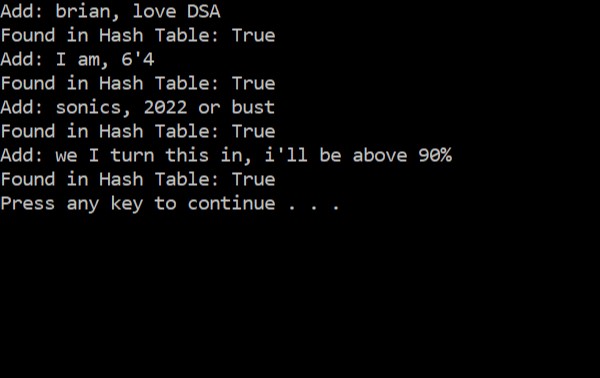 Add: brian, love DSA
Found in Hash Table: True
Add: I am, 6'4
Found in Hash Table: True
Add: sonics, 2022 or bust
Found in Hash Table: True
Add: we I turn this in, i'll be above 90%
Found in Hash Table: True
Press any key to continue . . .